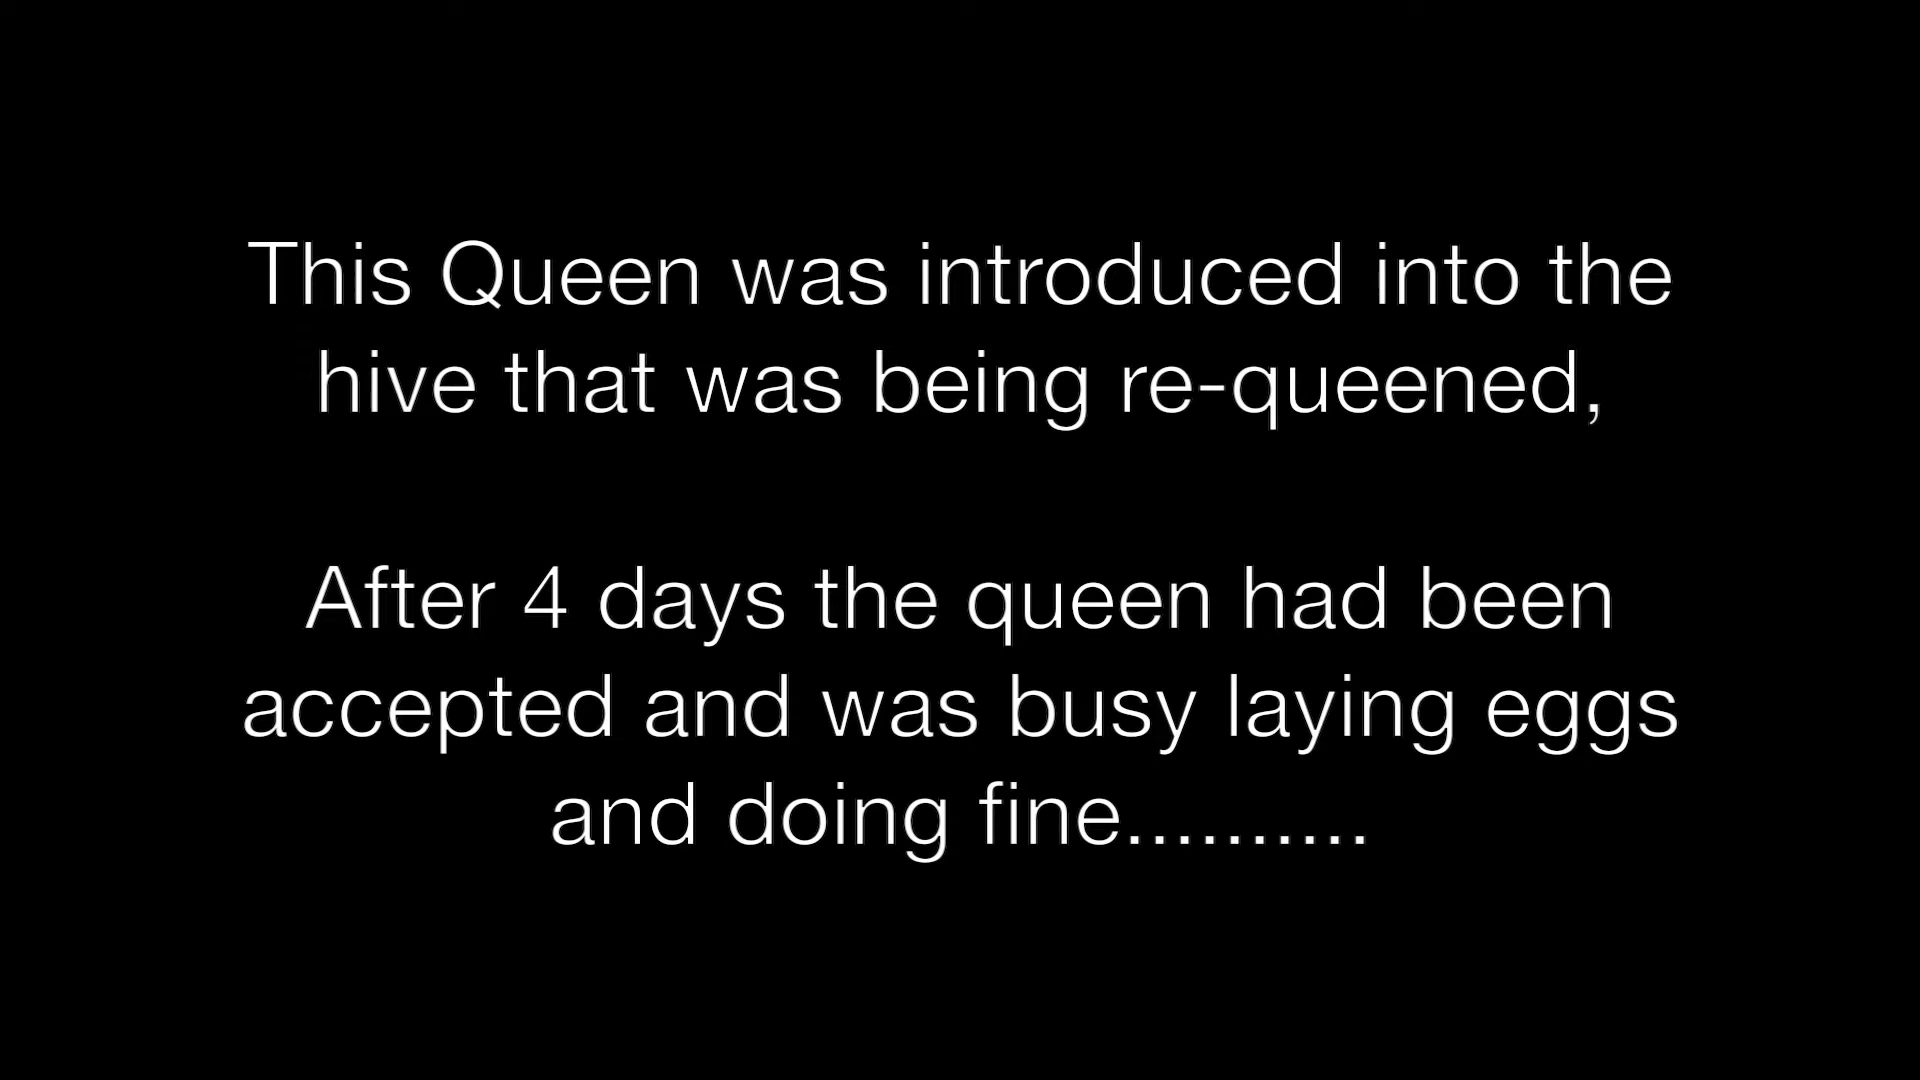 This Queen was introduced into the
hive that was being re-queened,
After 4 days the queen had been
accepted and was busy laying eggs
and doing fine..........